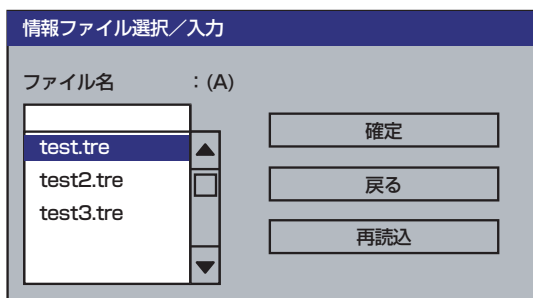 情報ファイル選択／入力
ファイル名　：(A)
test.tre
test2.tre
test3.tre
確定
戻る
再読込